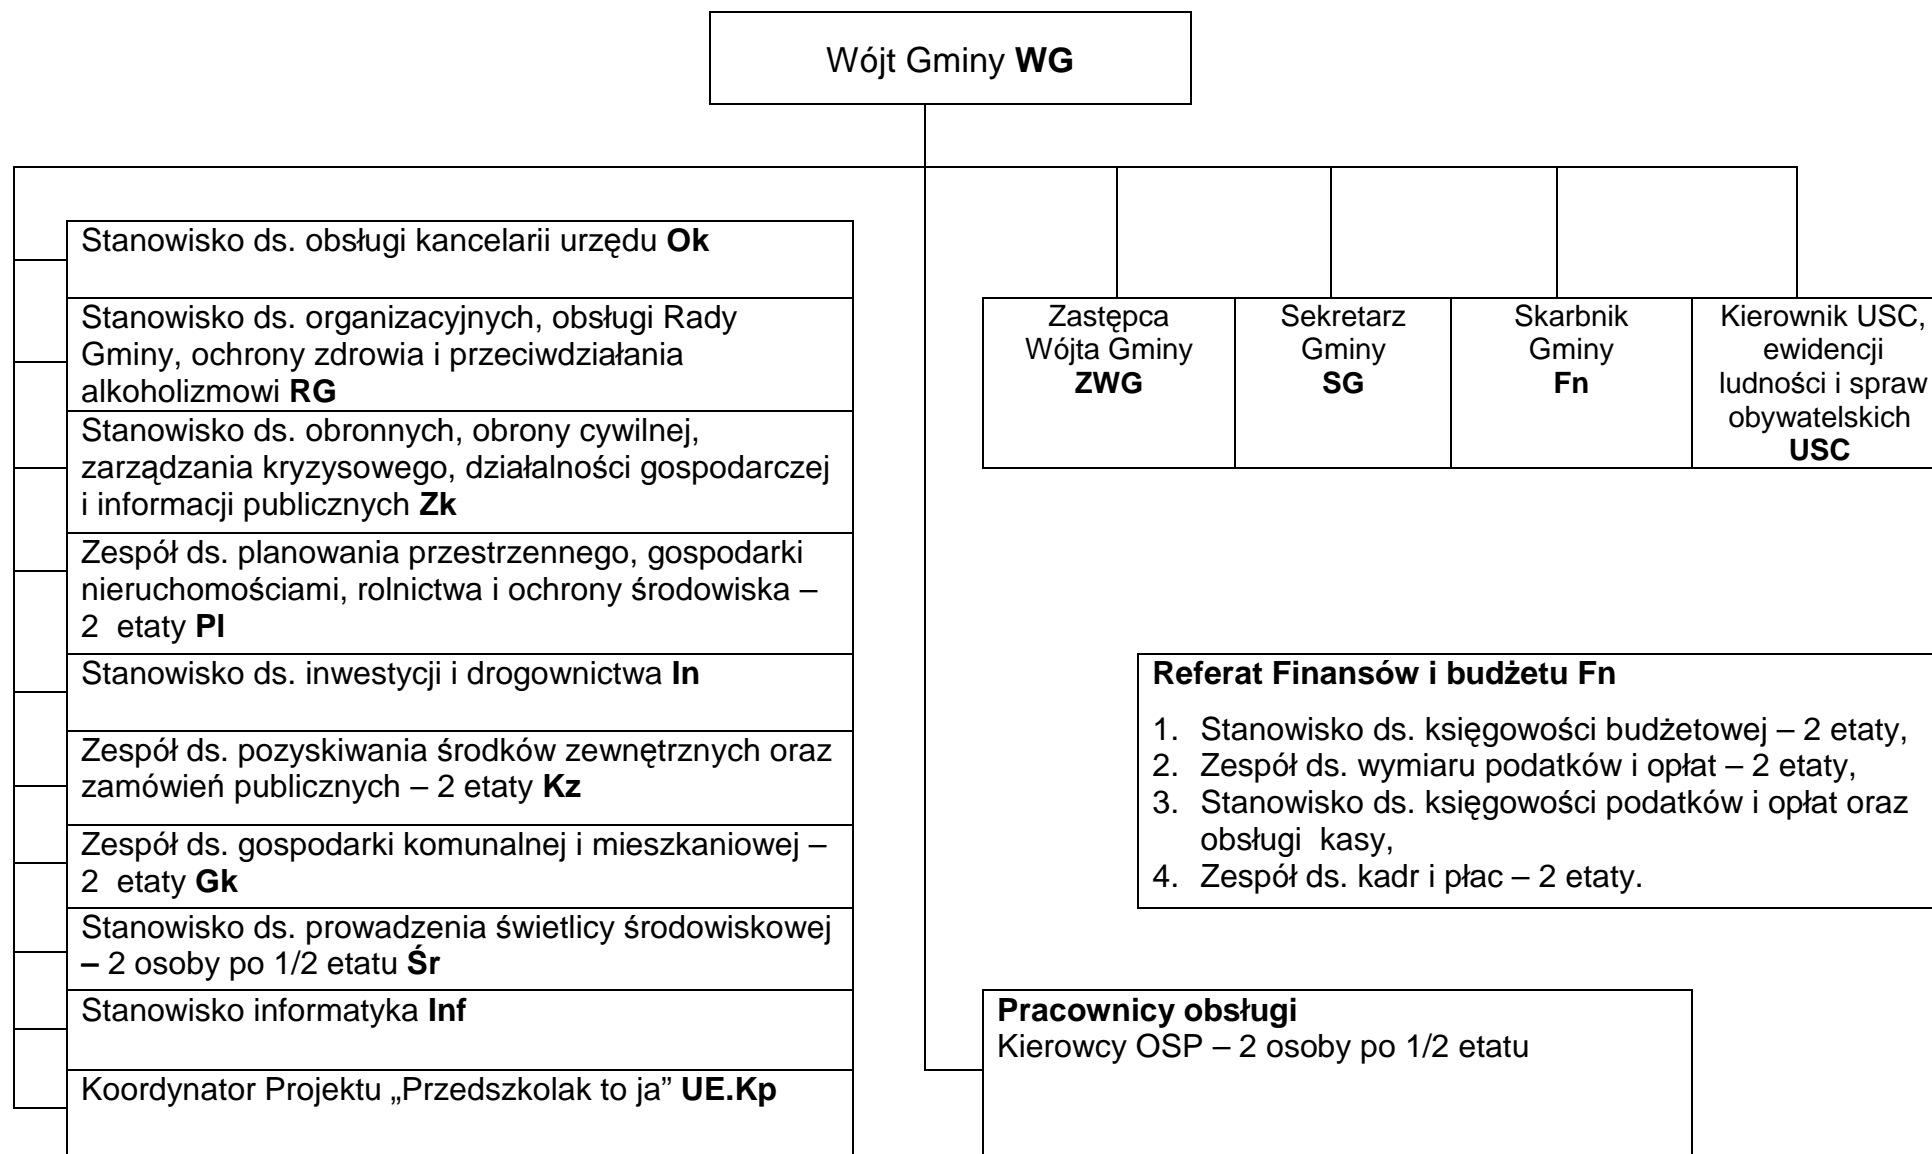 Wójt Gminy WG
Stanowisko ds. obsługi kancelarii urzędu Ok
Stanowisko ds. organizacyjnych, obsługi Rady
Gminy, ochrony zdrowia i przeciwdziałania
alkoholizmowi RG
Stanowisko ds. obronnych, obrony cywilnej,
zarządzania kryzysowego, działalności gospodarczej
i informacji publicznych Zk
Zespół ds. planowania przestrzennego, gospodarki
nieruchomościami, rolnictwa i ochrony środowiska –
2 etaty Pl
Stanowisko ds. inwestycji i drogownictwa In
Zespół ds. pozyskiwania środków zewnętrznych oraz
zamówień publicznych – 2 etaty Kz
Zespół ds. gospodarki komunalnej i mieszkaniowej –
2 etaty Gk
Stanowisko ds. prowadzenia świetlicy środowiskowej
– 2 osoby po 1/2 etatu Śr
Stanowisko informatyka Inf
Koordynator Projektu „Przedszkolak to ja” UE.Kp
Zastępca
Wójta Gminy
ZWG
Sekretarz
Gminy
SG
Skarbnik
Gminy
Fn
Kierownik USC,
ewidencji
ludności i spraw
obywatelskich
USC
Referat Finansów i budżetu Fn
1. Stanowisko ds. księgowości budżetowej – 2 etaty,
2. Zespół ds. wymiaru podatków i opłat – 2 etaty,
3. Stanowisko ds. księgowości podatków i opłat oraz
obsługi kasy,
4. Zespół ds. kadr i płac – 2 etaty.
Pracownicy obsługi
Kierowcy OSP – 2 osoby po 1/2 etatu